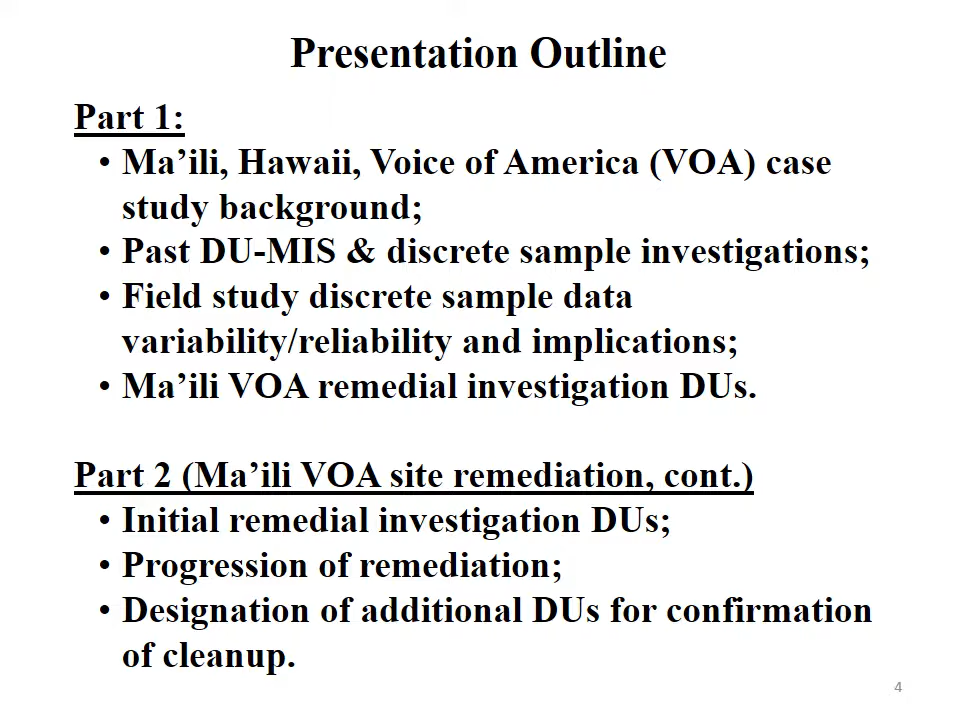 Presentation Outline
Part 1:
• Ma’ili, Hawaii, Voice of America (VOA) case
study background;
• Past DU-MIS & discrete sample investigations;
• Field study discrete sample data
variability/reliability and implications;
• Ma’ili VOA remedial investigation DUs.
Part 2 (Ma’ili VOA site remediation, cont.)
• Initial remedial investigation DUs;
• Progression of remediation;
• Designation of additional DUs for confirmation
of cleanup.
4